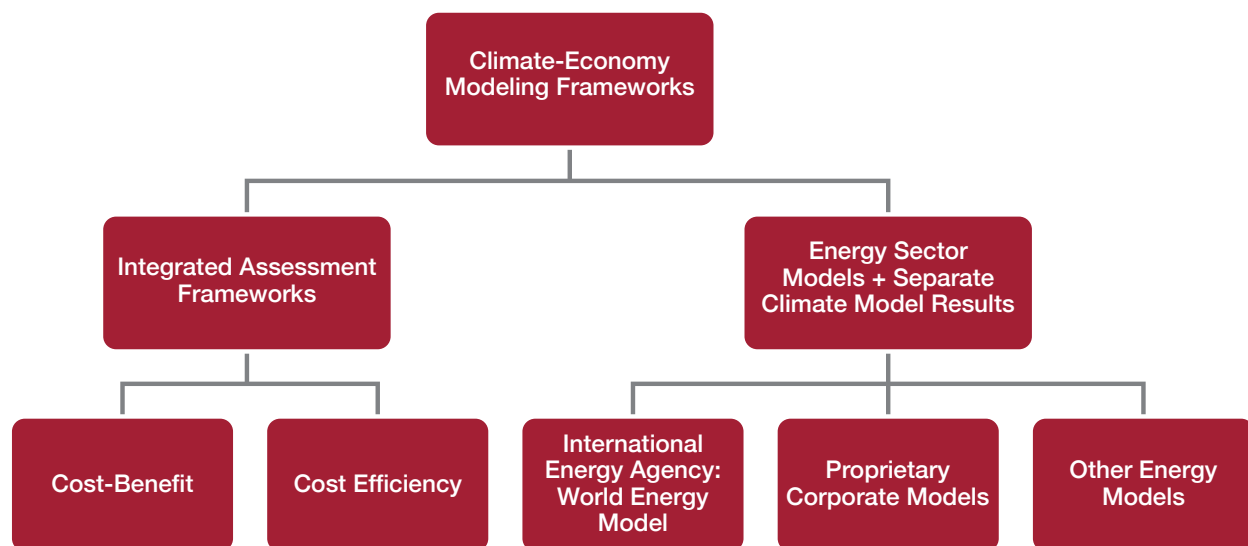 Climate-Economy
Modeling Frameworks
Integrated Assessment
Frameworks
Energy Sector
Models + Separate
Climate Model Results
Cost-Benefit
Cost Efficiency
International
Energy Agency:
World Energy
Model
Proprietary
Corporate Models
Other Energy
Models